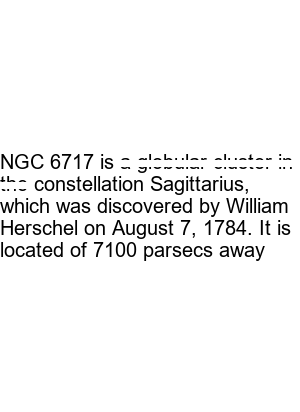 NGC 6717 is a globular cluster in
the constellation Sagittarius,
which was discovered by William
Herschel on August 7, 1784. It is
located of 7100 parsecs away